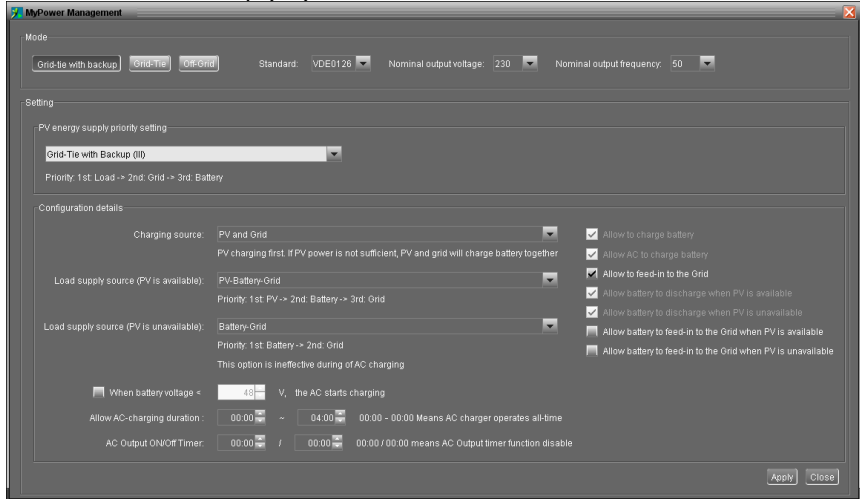 MyPower Management
Mode
Grid-tie with backup Grid-Tie Off-Grid Standard: VDE0126 Nominal output voltage: 230 Nominal output frequency: 50
Setting
PV energy supply priority setting
Grid-Tie with Backup (III)
Priority: 1st: Load -> 2nd: Grid -> 3rd: Battery
Configuration details
Charging source: PV and Grid
PV charging first. If PV power is not sufficient, PV and grid will charge battery together
Load supply source (PV is available): PV-Battery-Grid
Priority: 1st: PV -> 2nd: Battery -> 3rd: Grid
Load supply source (PV is unavailable): Battery-Grid
Priority: 1st: Battery -> 2nd: Grid
This option is ineffective during of AC charging
Allow to charge battery
Allow AC to charge battery
Allow to feed-in to the Grid
Allow battery to discharge when PV is available
Allow battery to discharge when PV is unavailable
Allow battery to feed-in to the Grid when PV is available
Allow battery to feed-in to the Grid when PV is unavailable
When battery voltage < 48 V, the AC starts charging
Allow AC-charging duration : 00:00 ~ 04:00 00:00 - 00:00 Means AC charger operates all-time
AC Output ON/Off Timer: 00:00 / 00:00 00:00 / 00:00 means AC Output timer function disable
Apply Close